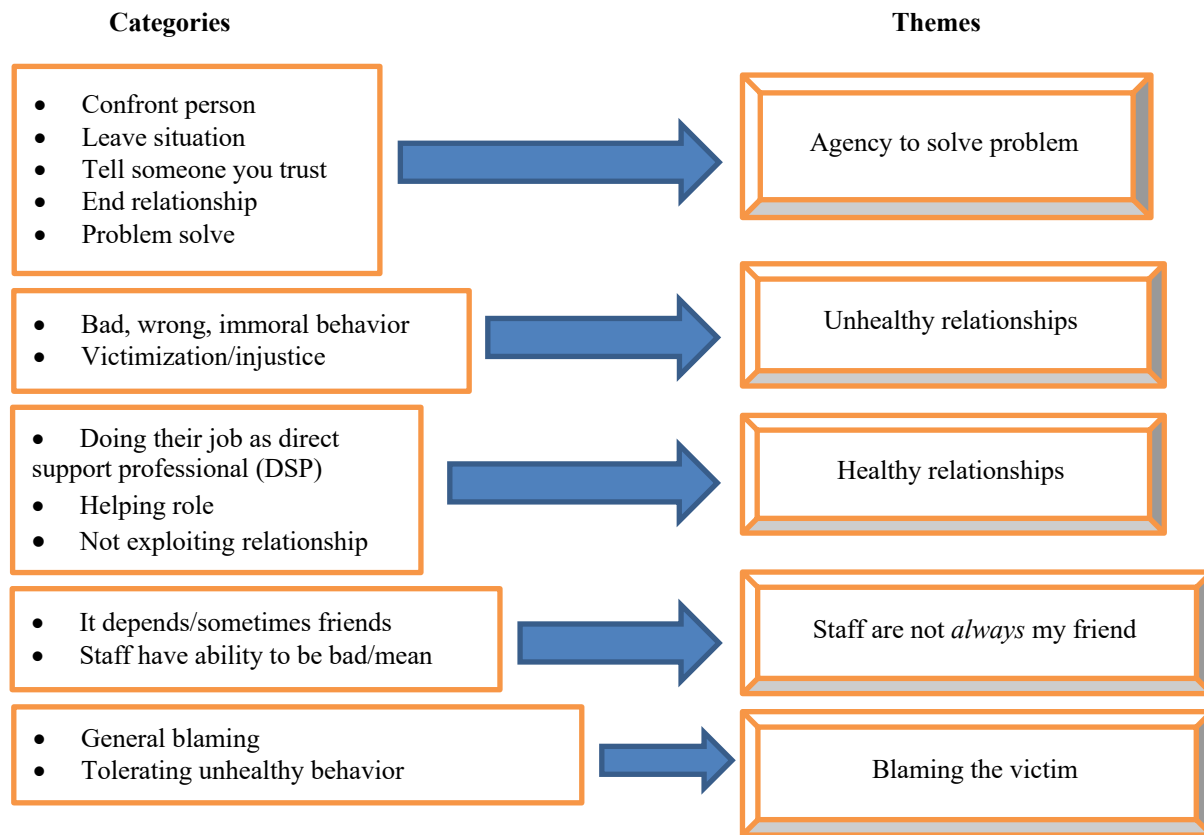 Categories
Themes
• Confront person
• Leave situation
• Tell someone you trust
• End relationship
• Problem solve
Agency to solve problem
• Bad, wrong, immoral behavior
• Victimization/injustice
Unhealthy relationships
• Doing their job as direct
support professional (DSP)
• Helping role
• Not exploiting relationship
Healthy relationships
• It depends/sometimes friends
• Staff have ability to be bad/mean
Staff are not always my friend
• General blaming
• Tolerating unhealthy behavior
Blaming the victim